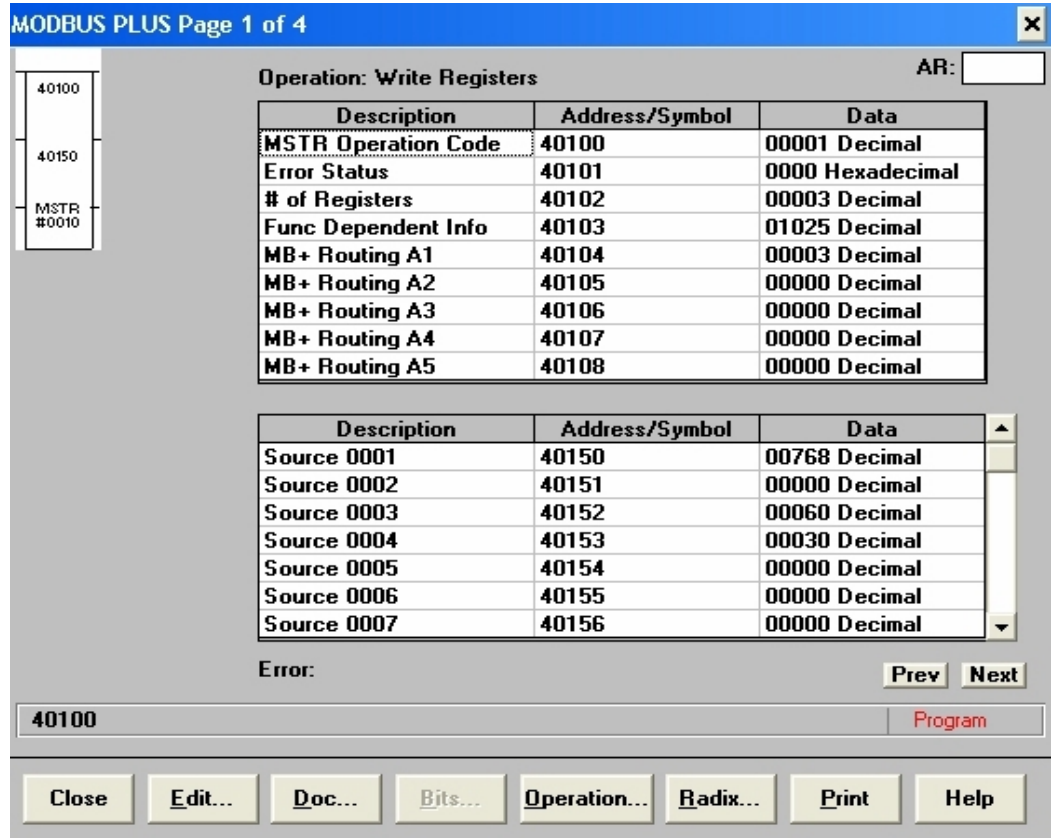 MODBUS PLUS Page 1 of 4
40100
40150
MSTR
#0010
Operation: Write Registers
AR:
Description Address/Symbol Data
MSTR Operation Code 40100 00001 Decimal
Error Status 40101 0000 Hexadecimal
# of Registers 40102 00003 Decimal
Func Dependent Info 40103 01025 Decimal
MB+ Routing A1 40104 00003 Decimal
MB+ Routing A2 40105 00000 Decimal
MB+ Routing A3 40106 00000 Decimal
MB+ Routing A4 40107 00000 Decimal
MB+ Routing A5 40108 00000 Decimal
Description Address/Symbol Data
Source 0001 40150 00768 Decimal
Source 0002 40151 00000 Decimal
Source 0003 40152 00060 Decimal
Source 0004 40153 00030 Decimal
Source 0005 40154 00000 Decimal
Source 0006 40155 00000 Decimal
Source 0007 40156 00000 Decimal
Error:
Prev Next
40100 Program
Close Edit... Doc... Bits... Operation... Radix... Print Help